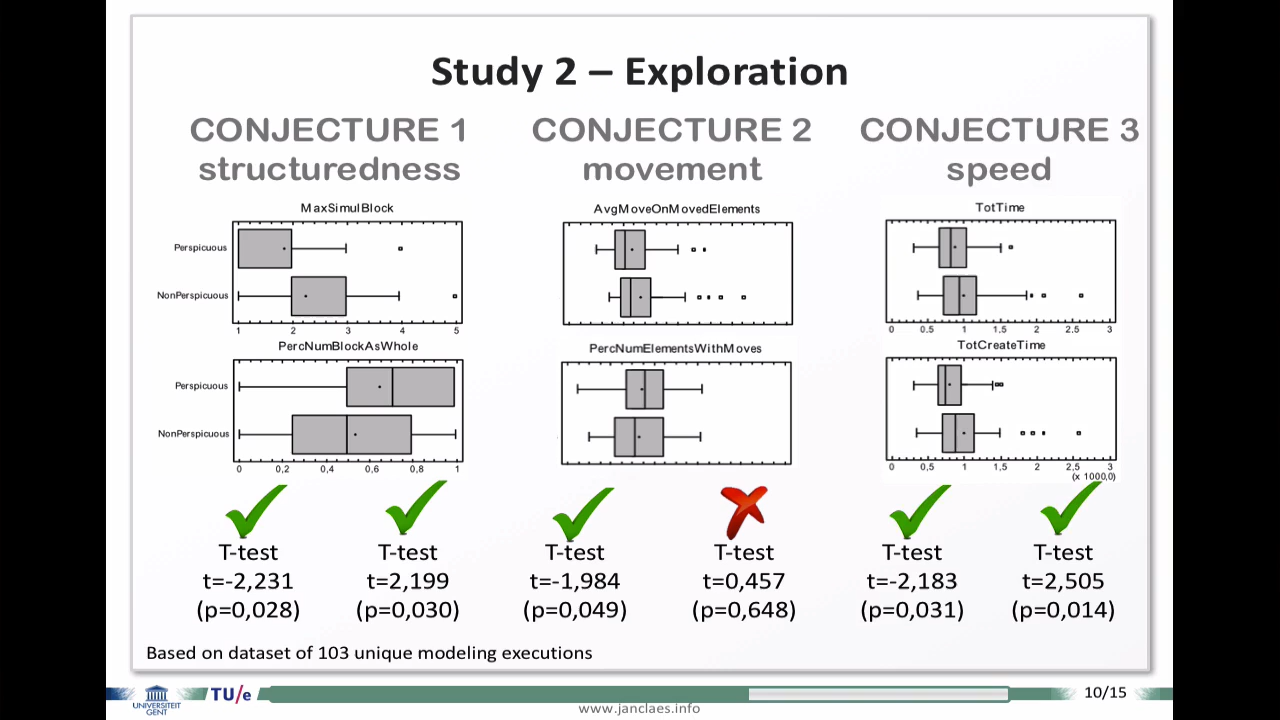 Study 2 – Exploration
CONJECTURE 1
structuredness
CONJECTURE 2
movement
CONJECTURE 3
speed
MaxSimulBlock
Perspicuous
NonPerspicuous
1 2 3 4 5
PercNumBlockAsWhole
Perspicuous
NonPerspicuous
0 0,2 0,6 0,6 0,8 1
AvgMoveOnMovedElements
PercNumElementsWithMoves
TotTime
0 0.5 1 1,5 2 2,5 3
TotCreateTime
0 0,5 1 1,5 2 2,5 3
(x 1000,0)
T-test
t=-2,231
(p=0,028)
T-test
t=2,199
(p=0,030)
T-test
t=-1,984
(p=0,049)
T-test
t=0,457
(p=0,648)
T-test
t=-2,183
(p=0,031)
T-test
t=2,505
(p=0,014)
Based on dataset of 103 unique modeling executions
UNIVERSITEIT
GENT
TU/e
www.janclaes.info
10/15